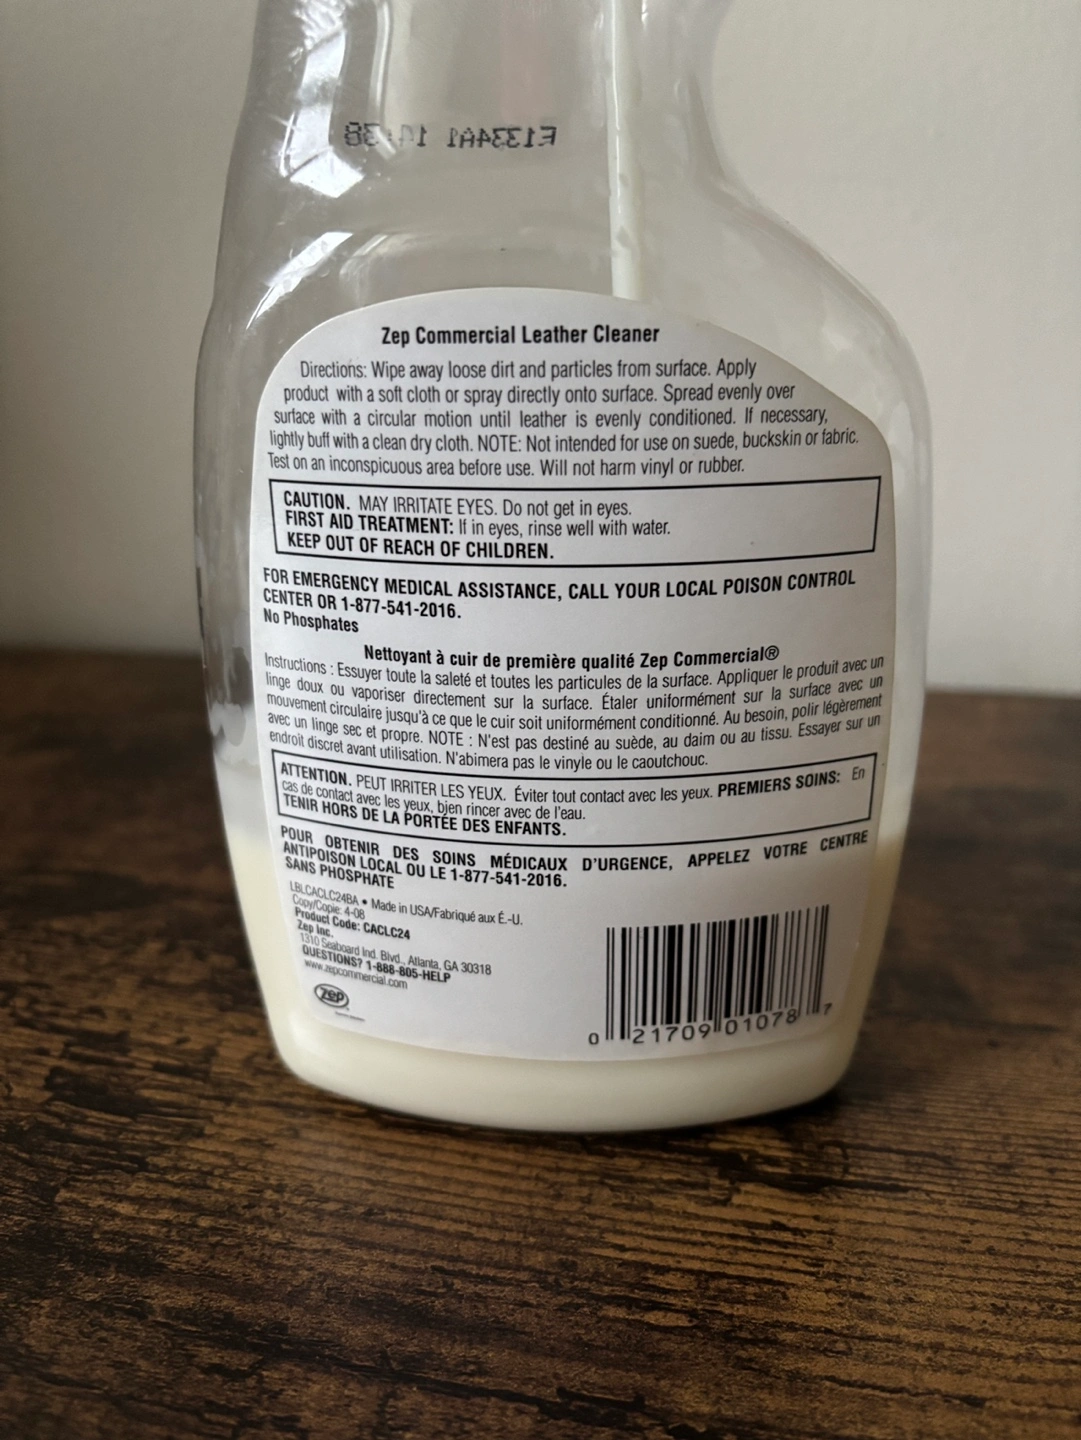 E1334A1
Zep Commercial Leather Cleaner
Directions: Wipe away loose dirt and particles from surface. Apply
product with a soft cloth or spray directly onto surface. Spread evenly over
surface with a circular motion until leather is evenly conditioned. If necessary,
lightly buff with a clean dry cloth. NOTE: Not intended for use on suede, buckskin or fabric.
Test on an inconspicuous area before use. Will not harm vinyl or rubber.
CAUTION. MAY IRRITATE EYES. Do not get in eyes.
FIRST AID TREATMENT: If in eyes, rinse well with water.
KEEP OUT OF REACH OF CHILDREN.
FOR EMERGENCY MEDICAL ASSISTANCE, CALL YOUR LOCAL POISON CONTROL
CENTER OR 1-877-541-2016.
No Phosphates
Nettoyant à cuir de première qualité Zep Commercial®
Instructions : Essuyer toute la saleté et toutes les particules de la surface. Appliquer le produit avec un
linge doux ou vaporiser directement sur la surface. Étaler uniformément sur la surface avec un
mouvement circulaire jusqu'à ce que le cuir soit uniformément conditionné. Au besoin, polir légèrement
avec un linge sec et propre. NOTE : N'est pas destiné au suède, au daim ou au tissu. Essayer sur un
endroit discret avant utilisation. N'abimera pas le vinyle ou le caoutchouc.
ATTENTION. PEUT IRRITER LES YEUX. Éviter tout contact avec les yeux. PREMIERS SOINS: En
cas de contact avec les yeux, bien rincer avec de l'eau.
TENIR HORS DE LA PORTÉE DES ENFANTS.
POUR OBTENIR DES SOINS MÉDICAUX D'URGENCE, APPELEZ VOTRE CENTRE
ANTIPOISON LOCAL OU LE 1-877-541-2016.
SANS PHOSPHATE
LBLCACLC24BA • Made in USA/Fabriqué aux É.-U.
Copy/Copie: 4-08
Product Code: CACLC24
Zep Inc.
1310 Seaboard Ind. Blvd., Atlanta, GA 30318
QUESTIONS? 1-888-805-HELP
www.zepcommercial.com
Zep
0 21709 01078 7